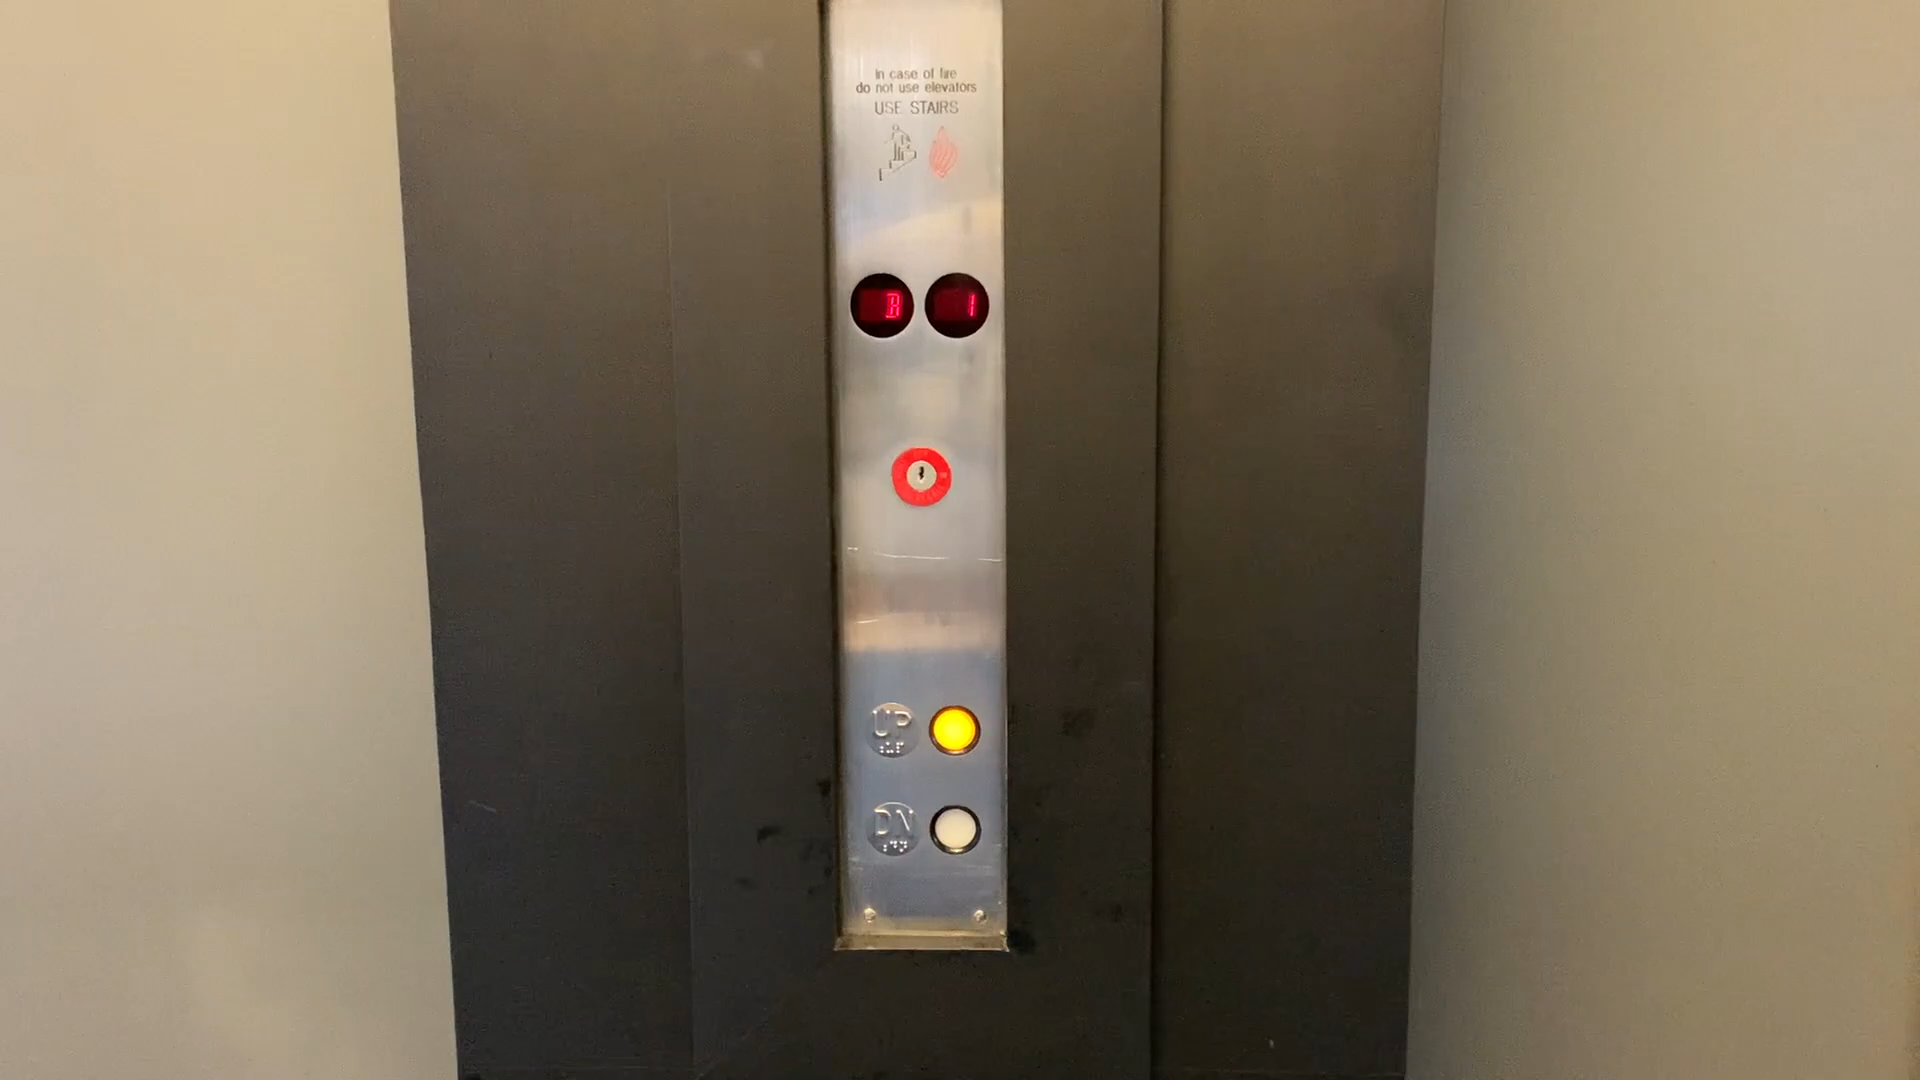 In case of fire
do not use elevators
USE STAIRS
B 1
UP
DN